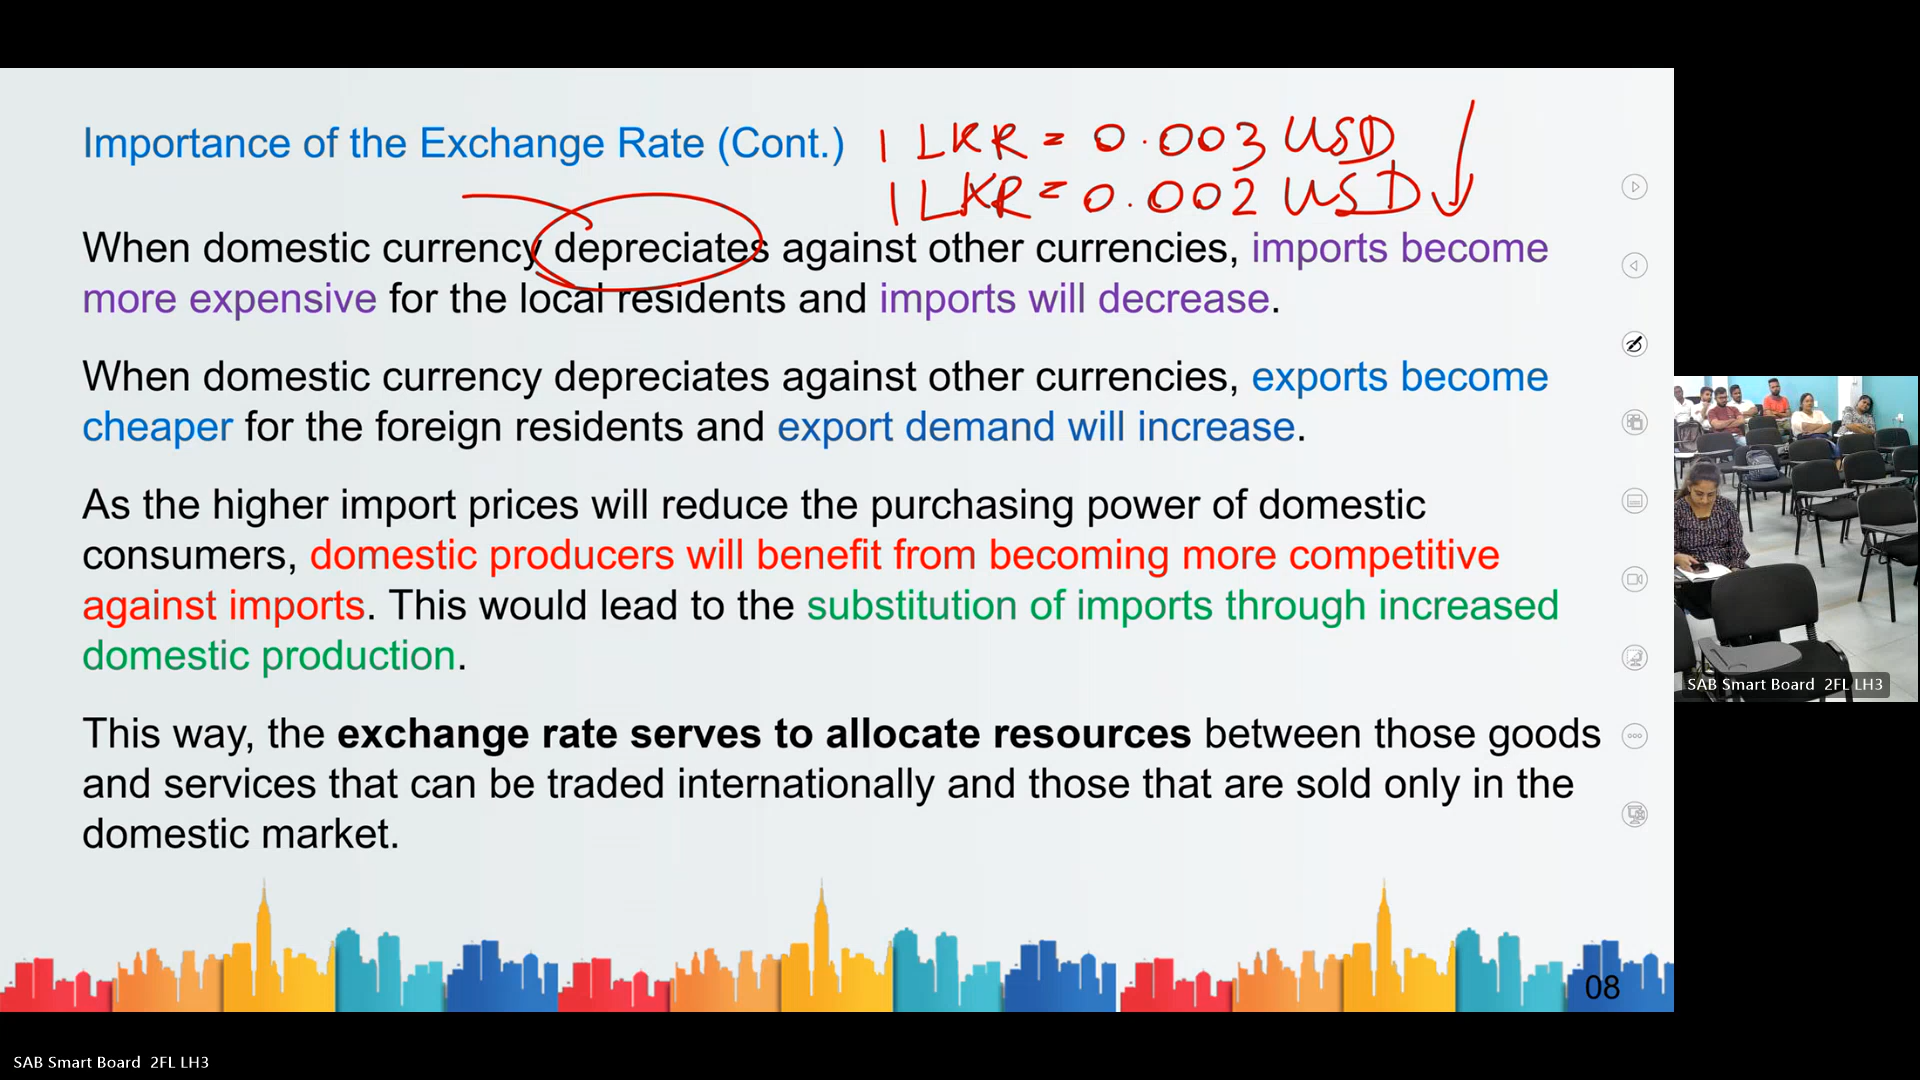 Importance of the Exchange Rate (Cont.)
1 LKR = 0.003 USD
1 LKR = 0.002 USD
When domestic currency depreciates against other currencies, imports become
more expensive for the local residents and imports will decrease.
When domestic currency depreciates against other currencies, exports become
cheaper for the foreign residents and export demand will increase.
As the higher import prices will reduce the purchasing power of domestic
consumers, domestic producers will benefit from becoming more competitive
against imports. This would lead to the substitution of imports through increased
domestic production.
This way, the exchange rate serves to allocate resources between those goods
and services that can be traded internationally and those that are sold only in the
domestic market.
08
SAB Smart Board 2FL LH3
SAB Smart Board 2FL LH3